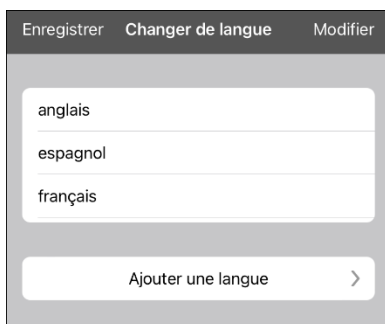 Enregistrer Changer de langue Modifier
anglais
espagnol
français
Ajouter une langue